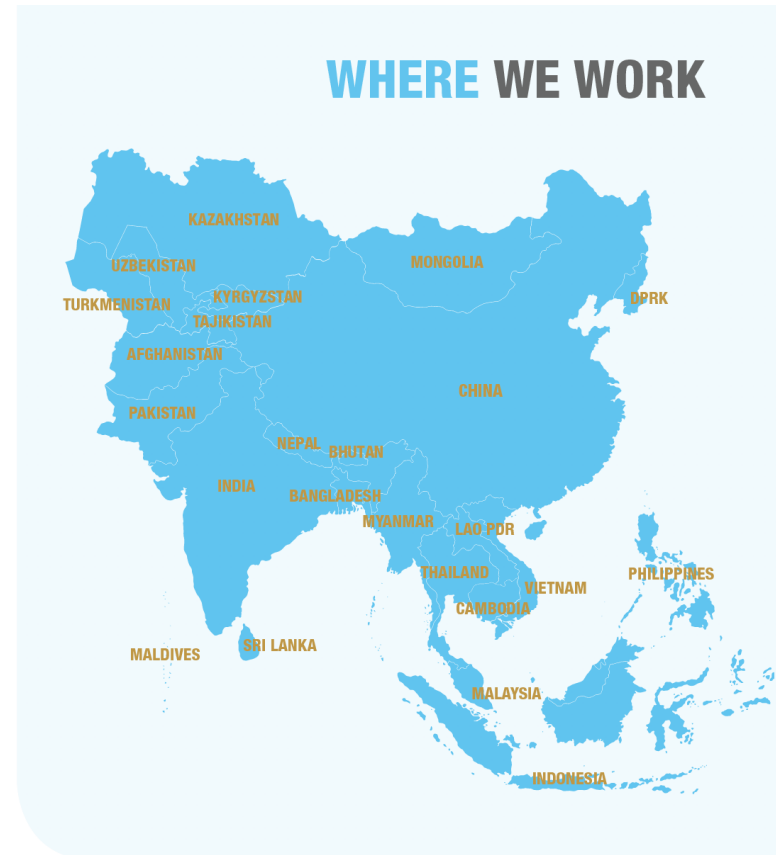 WHERE WE WORK
KAZAKHSTAN
MONGOLIA
UZBEKISTAN
KYRGYZSTAN
DPRK
TURKMENISTAN
TAJIKISTAN
AFGHANISTAN
CHINA
PAKISTAN
NEPAL
BHUTAN
INDIA
BANGLADESH
MYANMAR
LAO PDR
THAILAND
PHILIPPINES
VIETNAM
CAMBODIA
SRI LANKA
MALDIVES
MALAYSIA
INDONESIA